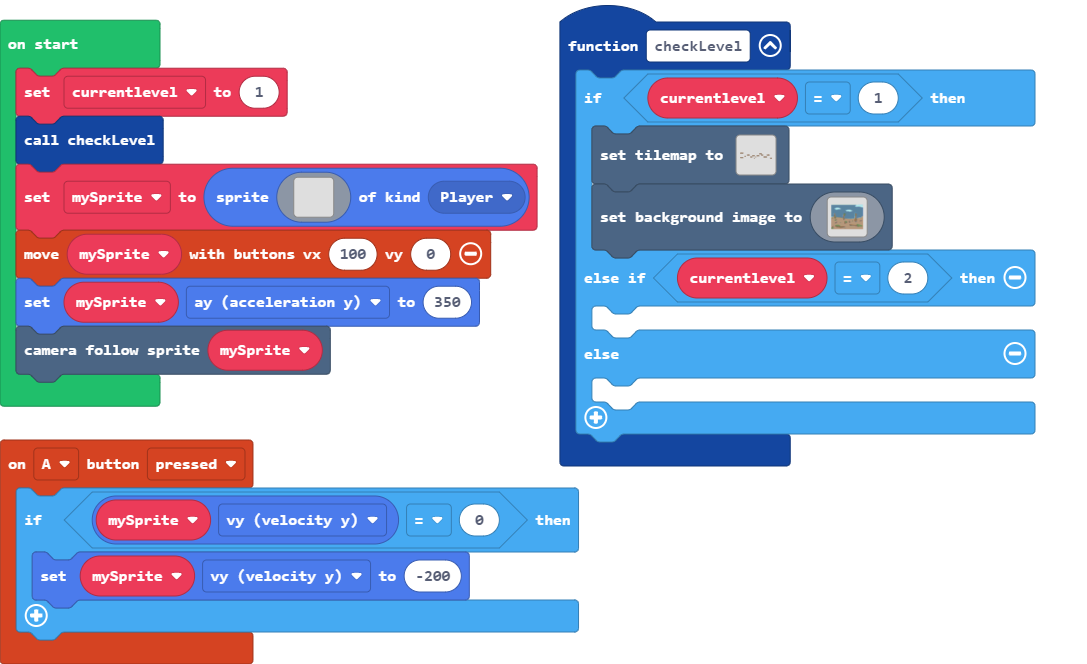 on start
set currentlevel to 1
call checkLevel
set mySprite to sprite of kind Player
move mySprite with buttons vx 100 vy 0
set mySprite ay (acceleration y) to 350
camera follow sprite mySprite
on A button pressed
if mySprite vy (velocity y) = 0 then
set mySprite vy (velocity y) to -200
function checkLevel
if currentlevel = 1 then
set tilemap to
set background image to
else if currentlevel = 2 then
else